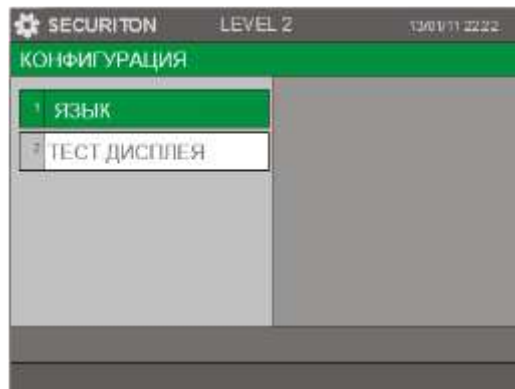 SECURITON LEVEL 2 13/01/11 22:22
КОНФИГУРАЦИЯ
1 ЯЗЫК
2 ТЕСТ ДИСПЛЕЯ